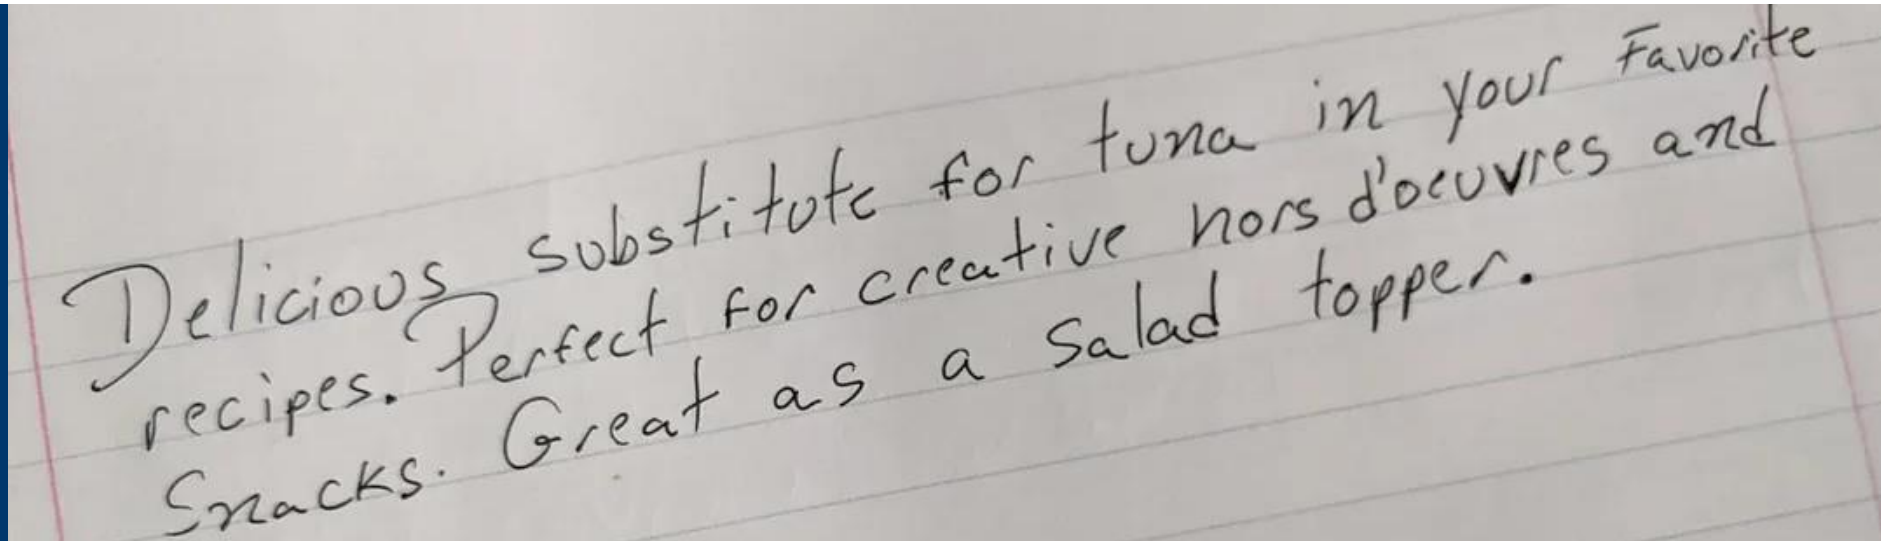 Delicious substitute for tuna in your Favorite
recipes. Perfect for creative hors d'oeuvres and
Snacks. Great as a Salad topper.